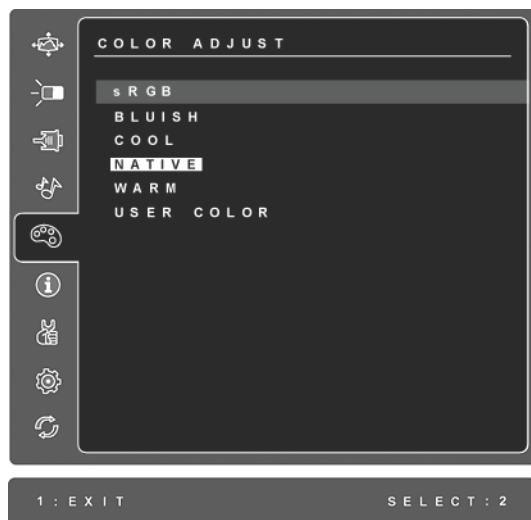 COLOR ADJUST
sRGB
BLUISH
COOL
NATIVE
WARM
USER COLOR
1:EXIT SELECT:2